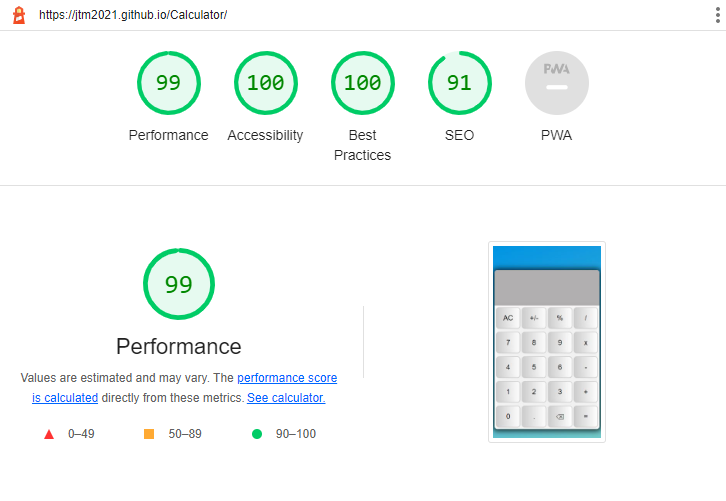 https://jtm2021.github.io/Calculator/
99 100 100 91 PWA
Performance Accessibility Best Practices SEO PWA
99
Performance
Values are estimated and may vary. The performance score
is calculated directly from these metrics. See calculator.
0–49 50–89 90–100
AC +/- % /
7 8 9 x
4 5 6 -
1 2 3 +
0 . ⌫ =